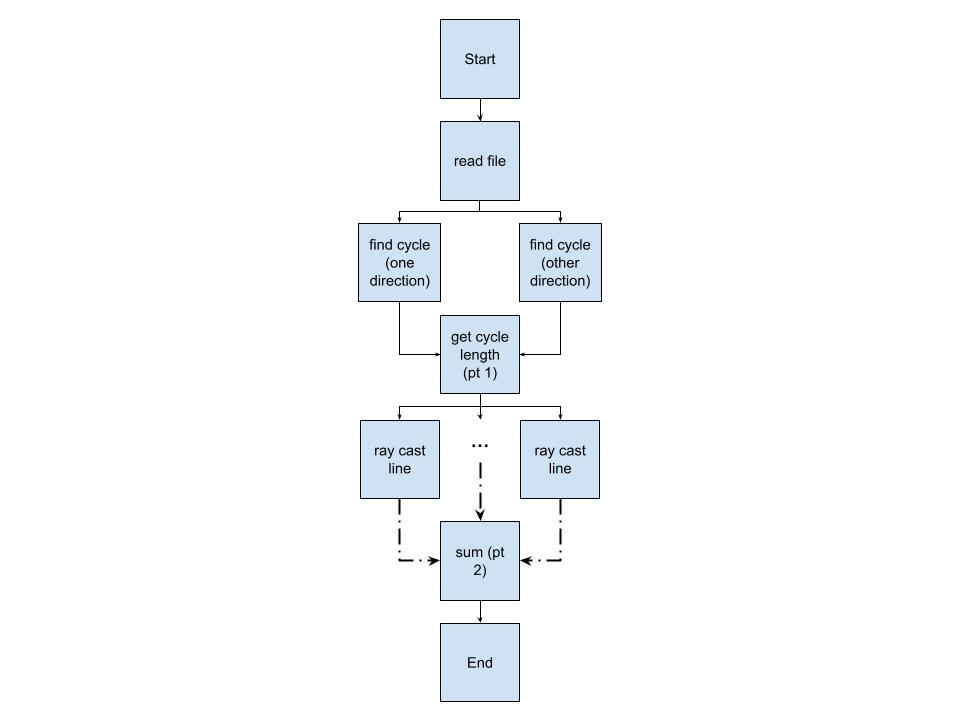 Start
read file
find cycle
(one
direction)
find cycle
(other
direction)
get cycle
length
(pt 1)
ray cast
line
...
ray cast
line
sum (pt
2)
End